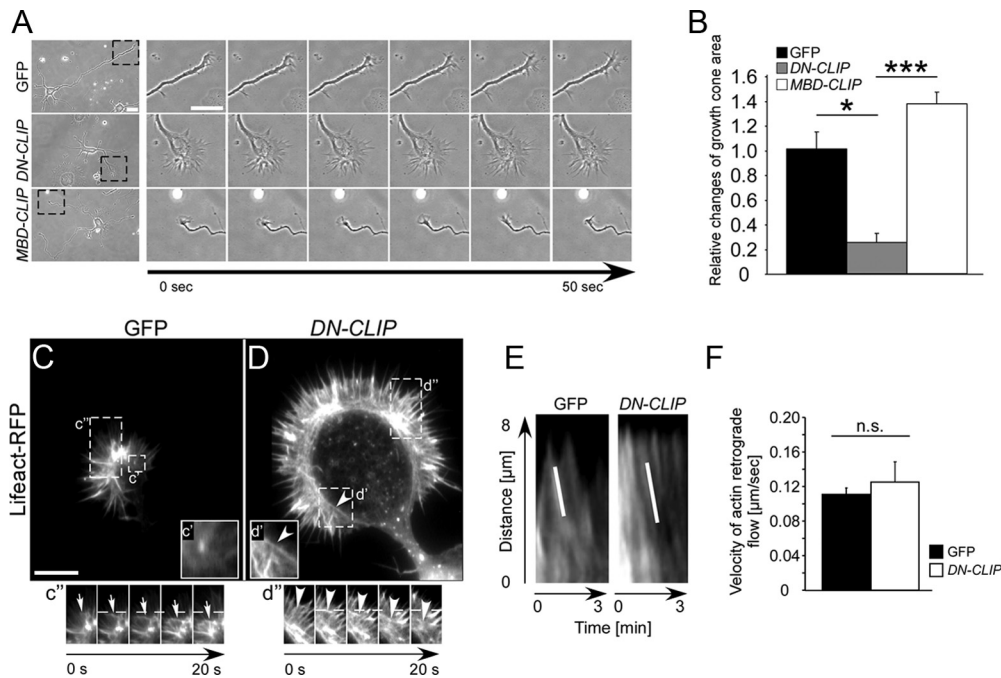 A
GFP
DN-CLIP
MBD-CLIP
0 sec 50 sec
B
GFP
DN-CLIP
MBD-CLIP
Relative changes of growth cone area
1.6
1.4
1.2
1.0
0.8
0.6
0.4
0.2
0
*
***
GFP DN-CLIP
Lifeact-RFP
C
c''
c'
c'
D
d''
d'
d'
c''
0 s 20 s
d''
0 s 20 s
E
GFP DN-CLIP
Distance [µm]
8
0
0 3 0 3
Time [min]
F
Velocity of actin retrograde
flow [µm/sec]
0.20
0.16
0.12
0.08
0.04
0.00
n.s.
GFP
DN-CLIP